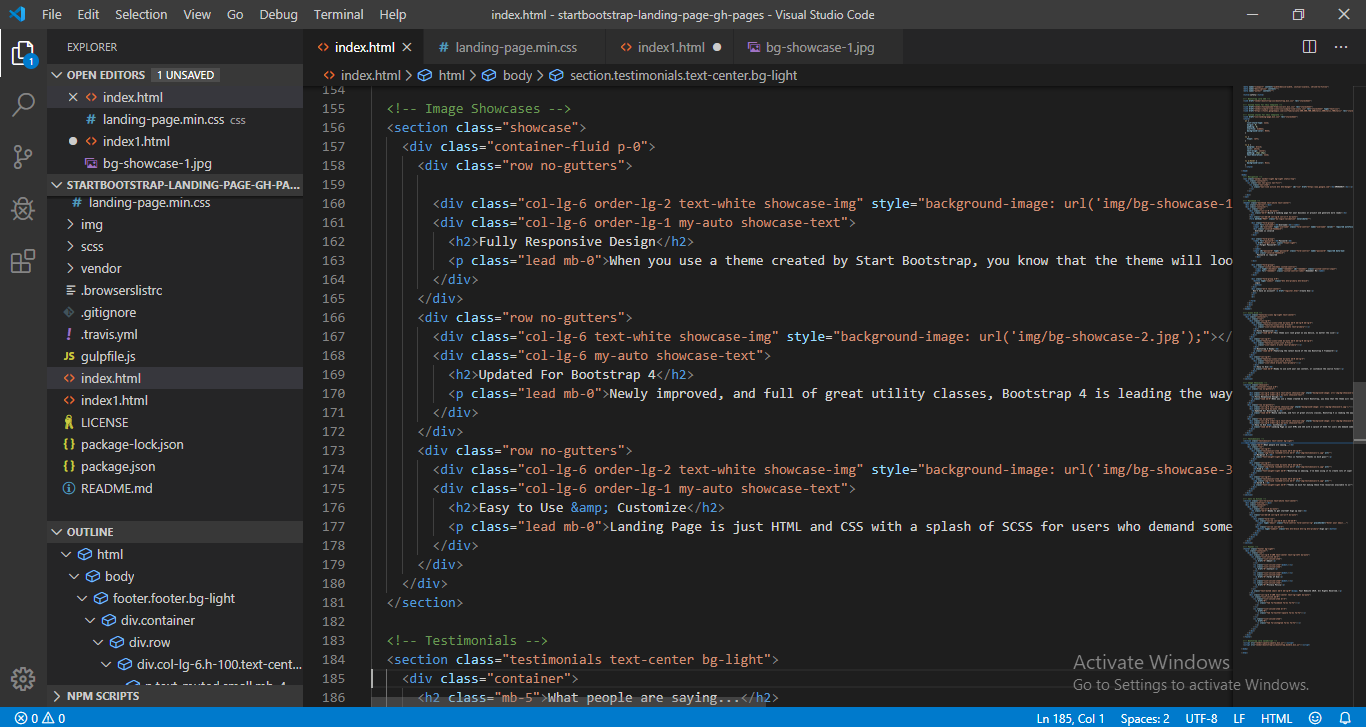 File Edit Selection View Go Debug Terminal Help index.html - startbootstrap-landing-page-gh-pages - Visual Studio Code
EXPLORER
OPEN EDITORS 1 UNSAVED
index.html
landing-page.min.css css
index1.html
bg-showcase-1.jpg
STARTBOOTSTRAP-LANDING-PAGE-GH-PA...
landing-page.min.css
img
scss
vendor
.browserslistrc
.gitignore
.travis.yml
JS gulpfile.js
index.html
index1.html
LICENSE
{} package-lock.json
{} package.json
README.md
OUTLINE
html
body
footer.footer.bg-light
div.container
div.row
div.col-lg-6.h-100.text-cent...
p.text-muted.small.mb-4...
NPM SCRIPTS
1
index.html landing-page.min.css index1.html bg-showcase-1.jpg
index.html > html > body > section.testimonials.text-center.bg-light
154
155 <!-- Image Showcases -->
156 <section class="showcase">
157 <div class="container-fluid p-0">
158 <div class="row no-gutters">
159
160 <div class="col-lg-6 order-lg-2 text-white showcase-img" style="background-image: url('img/bg-showcase-1
161 <div class="col-lg-6 order-lg-1 my-auto showcase-text">
162 <h2>Fully Responsive Design</h2>
163 <p class="lead mb-0">When you use a theme created by Start Bootstrap, you know that the theme will loo
164 </div>
165 </div>
166 <div class="row no-gutters">
167 <div class="col-lg-6 text-white showcase-img" style="background-image: url('img/bg-showcase-2.jpg');"></
168 <div class="col-lg-6 my-auto showcase-text">
169 <h2>Updated For Bootstrap 4</h2>
170 <p class="lead mb-0">Newly improved, and full of great utility classes, Bootstrap 4 is leading the way
171 </div>
172 </div>
173 <div class="row no-gutters">
174 <div class="col-lg-6 order-lg-2 text-white showcase-img" style="background-image: url('img/bg-showcase-3
175 <div class="col-lg-6 order-lg-1 my-auto showcase-text">
176 <h2>Easy to Use &amp; Customize</h2>
177 <p class="lead mb-0">Landing Page is just HTML and CSS with a splash of SCSS for users who demand some
178 </div>
179 </div>
180 </div>
181 </section>
182
183 <!-- Testimonials -->
184 <section class="testimonials text-center bg-light">
185 <div class="container">
186 <h2 class="mb-5">What people are saying...</h2>
Activate Windows
Go to Settings to activate Windows.
0 0 Ln 185, Col 1 Spaces: 2 UTF-8 LF HTML